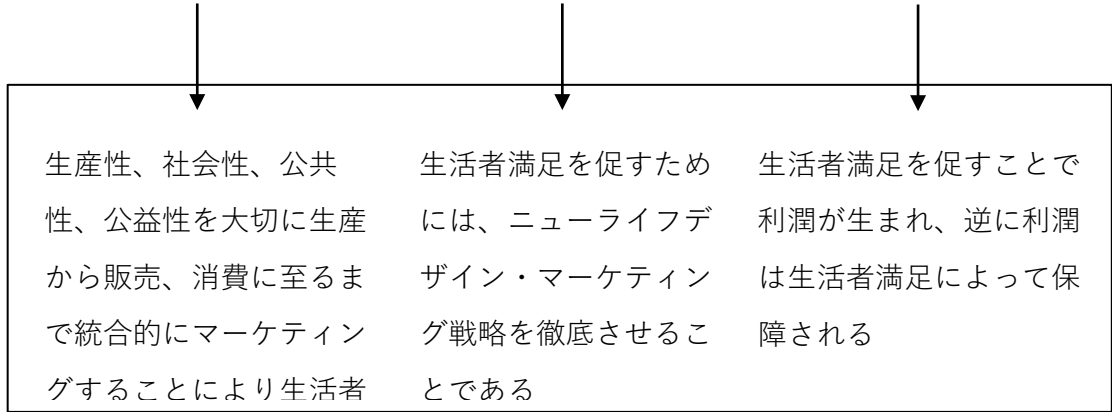 生産性、社会性、公共
性、公益性を大切に生産
から販売、消費に至るま
で統合的にマーケティン
グすることにより生活者
生活者満足を促すため
には、ニューライフデ
ザイン・マーケティン
グ戦略を徹底させるこ
とである
生活者満足を促すことで
利潤が生まれ、逆に利潤
は生活者満足によって保
障される